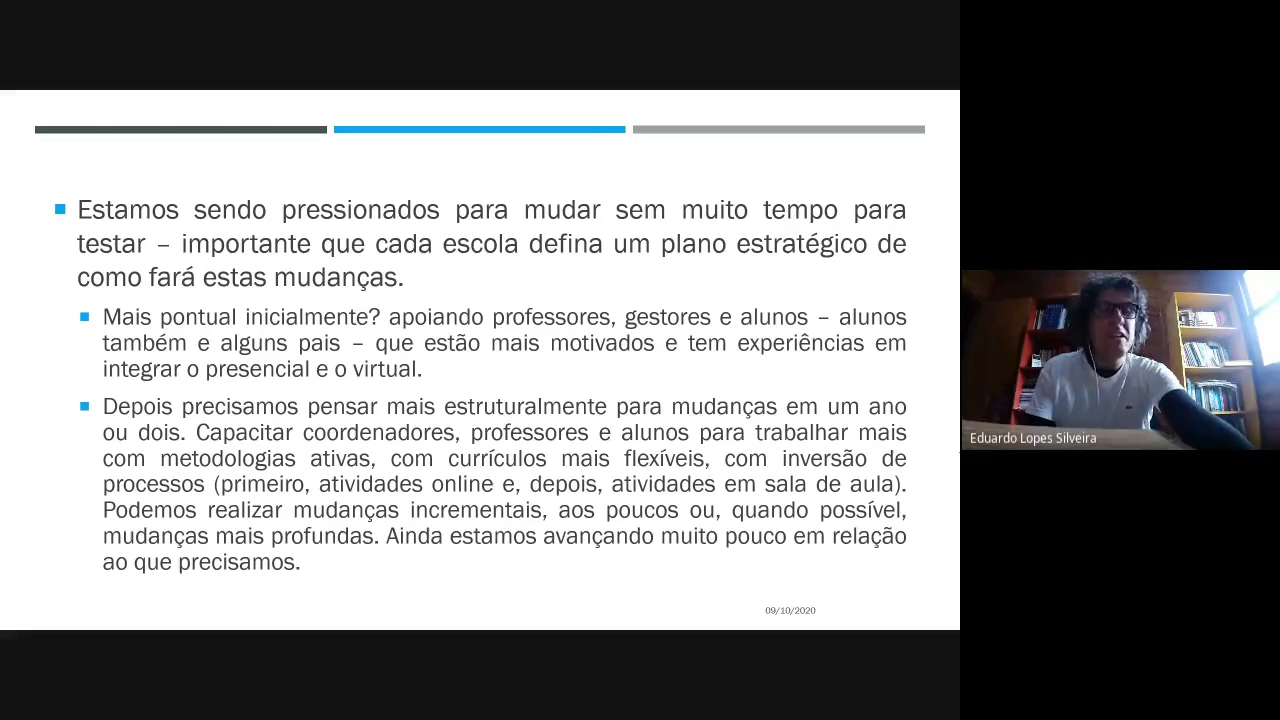 Estamos sendo pressionados para mudar sem muito tempo para
testar – importante que cada escola defina um plano estratégico de
como fará estas mudanças.
Mais pontual inicialmente? apoiando professores, gestores e alunos – alunos
também e alguns pais – que estão mais motivados e tem experiências em
integrar o presencial e o virtual.
Depois precisamos pensar mais estruturalmente para mudanças em um ano
ou dois. Capacitar coordenadores, professores e alunos para trabalhar mais
com metodologias ativas, com currículos mais flexíveis, com inversão de
processos (primeiro, atividades online e, depois, atividades em sala de aula).
Podemos realizar mudanças incrementais, aos poucos ou, quando possível,
mudanças mais profundas. Ainda estamos avançando muito pouco em relação
ao que precisamos.
09/10/2020
Eduardo Lopes Silveira